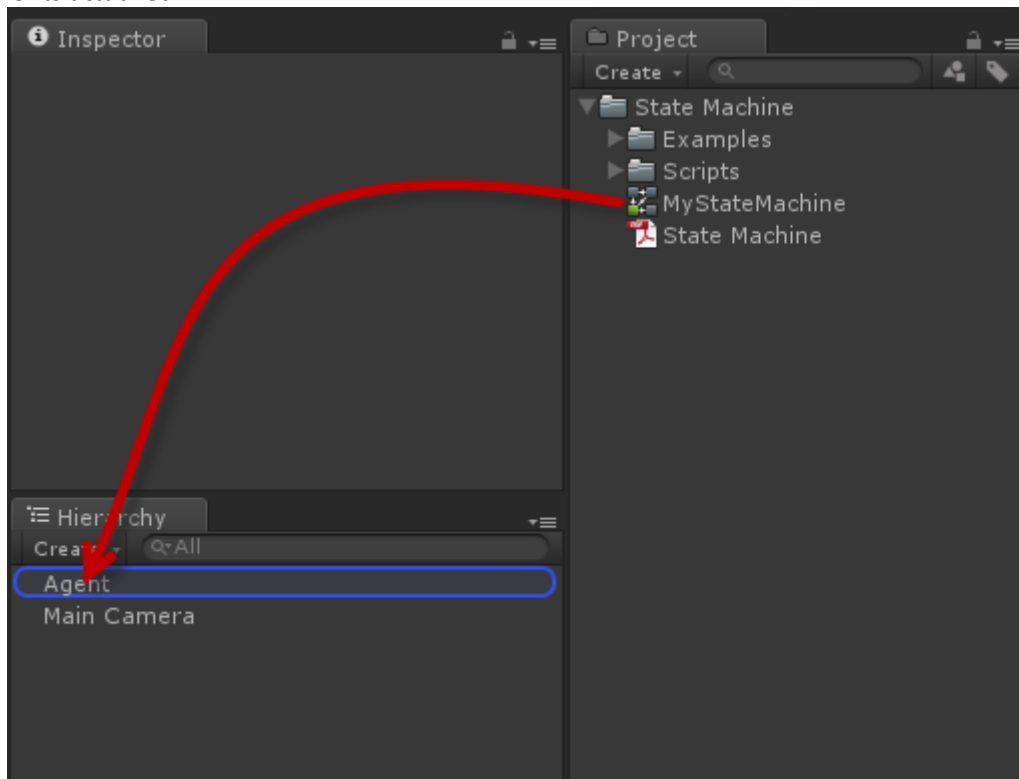 Inspector
Project
Create
State Machine
Examples
Scripts
MyStateMachine
State Machine
Hierarchy
Create
All
Agent
Main Camera